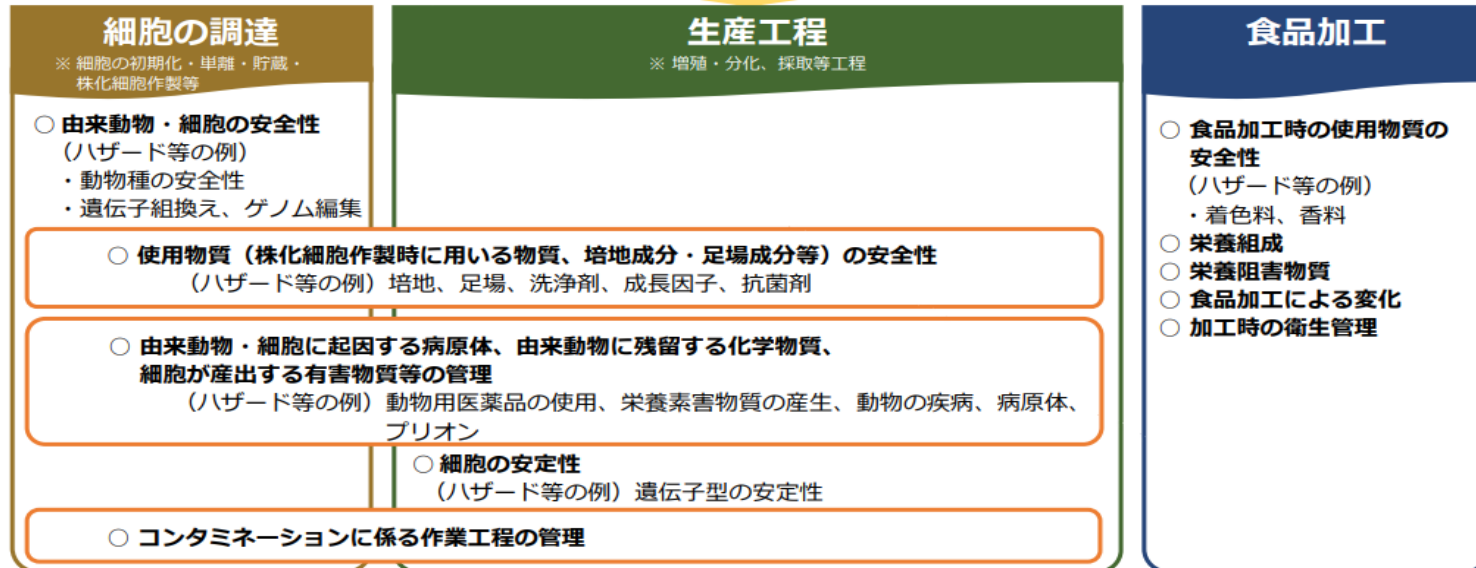 細胞の調達
※ 細胞の初期化・単離・貯蔵・
株化細胞作製等
○ 由来動物・細胞の安全性
（ハザード等の例）
・動物種の安全性
・遺伝子組換え、ゲノム編集
生産工程
※ 増殖・分化、採取等工程
○ 使用物質（株化細胞作製時に用いる物質、培地成分・足場成分等）の安全性
（ハザード等の例）培地、足場、洗浄剤、成長因子、抗菌剤
○ 由来動物・細胞に起因する病原体、由来動物に残留する化学物質、
細胞が産出する有害物質等の管理
（ハザード等の例）動物用医薬品の使用、栄養素害物質の産生、動物の疾病、病原体、
プリオン
○ 細胞の安定性
（ハザード等の例）遺伝子型の安定性
○ コンタミネーションに係る作業工程の管理
食品加工
○ 食品加工時の使用物質の
安全性
（ハザード等の例）
・着色料、香料
○ 栄養組成
○ 栄養阻害物質
○ 食品加工による変化
○ 加工時の衛生管理